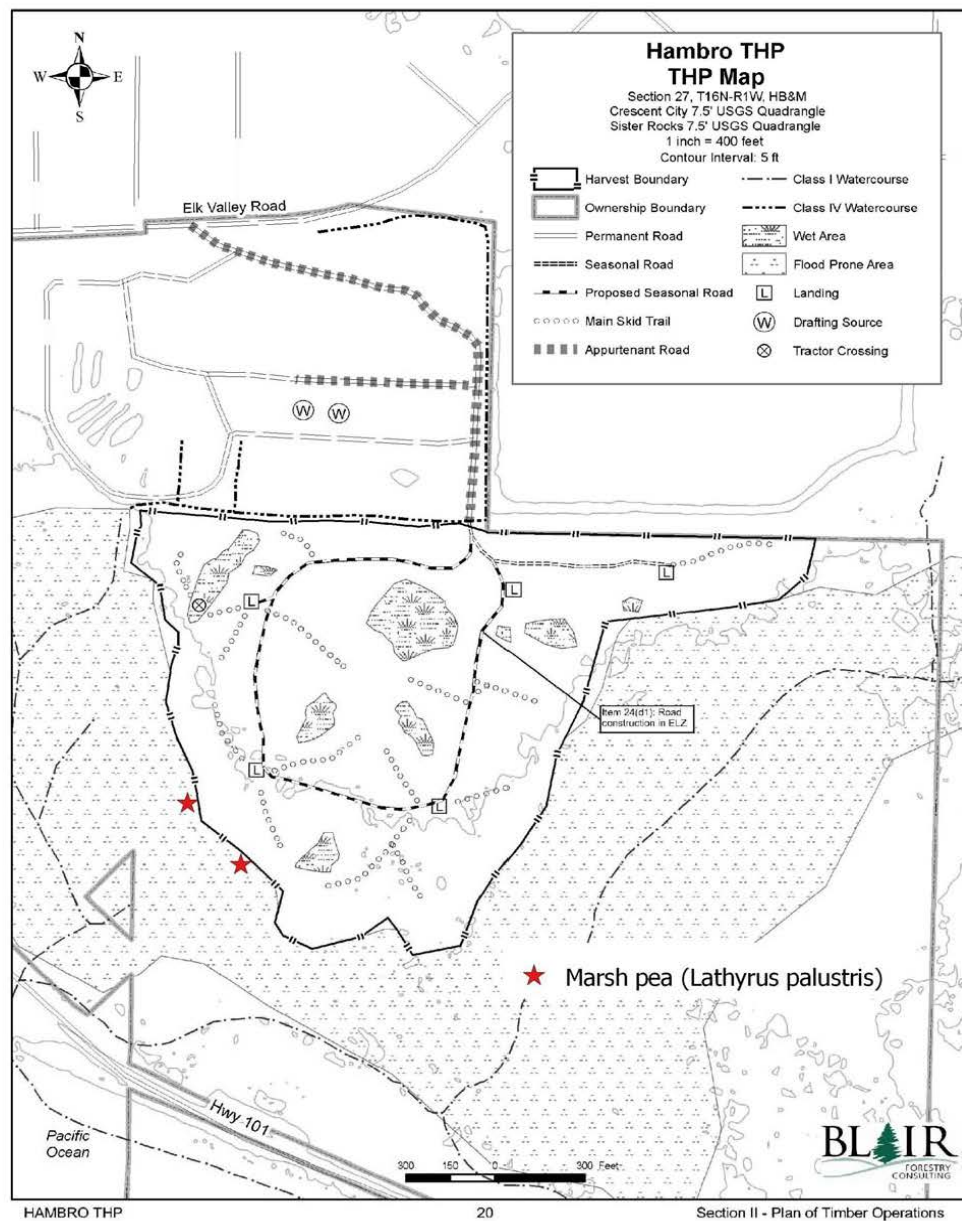 N
W E
S
Hambro THP
THP Map
Section 27, T16N-R1W, HB&M
Crescent City 7.5' USGS Quadrangle
Sister Rocks 7.5' USGS Quadrangle
1 inch = 400 feet
Contour Interval: 5 ft
Harvest Boundary
Class I Watercourse
Ownership Boundary
Class IV Watercourse
Permanent Road
Wet Area
Seasonal Road
Flood Prone Area
Proposed Seasonal Road
L Landing
Main Skid Trail
W Drafting Source
Appurtenant Road
Tractor Crossing
Elk Valley Road
W W
L
L
L
Item 24(d1): Road
construction in ELZ
L
L
Marsh pea (Lathyrus palustris)
Hwy 101
Pacific
Ocean
300 150 0 300 Feet
BLAIR
FORESTRY
CONSULTING
HAMBRO THP 20 Section II - Plan of Timber Operations